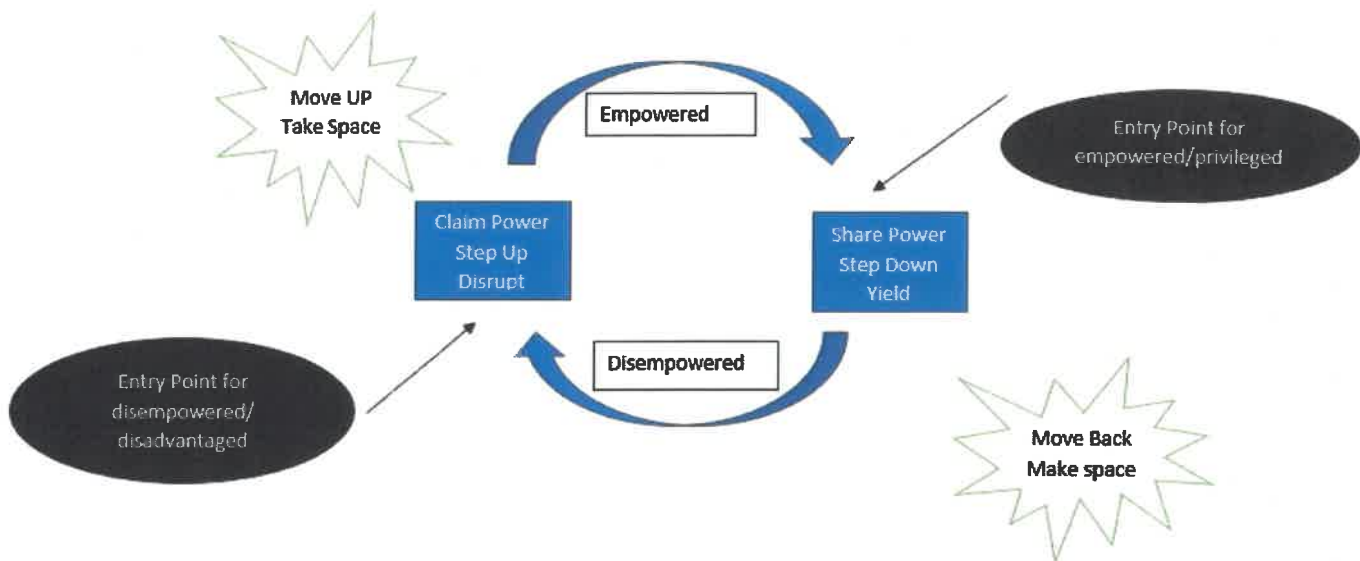 Move UP
Take Space
Empowered
Entry Point for
empowered/privileged
Claim Power
Step Up
Disrupt
Share Power
Step Down
Yield
Disempowered
Entry Point for
disempowered/
disadvantaged
Move Back
Make space